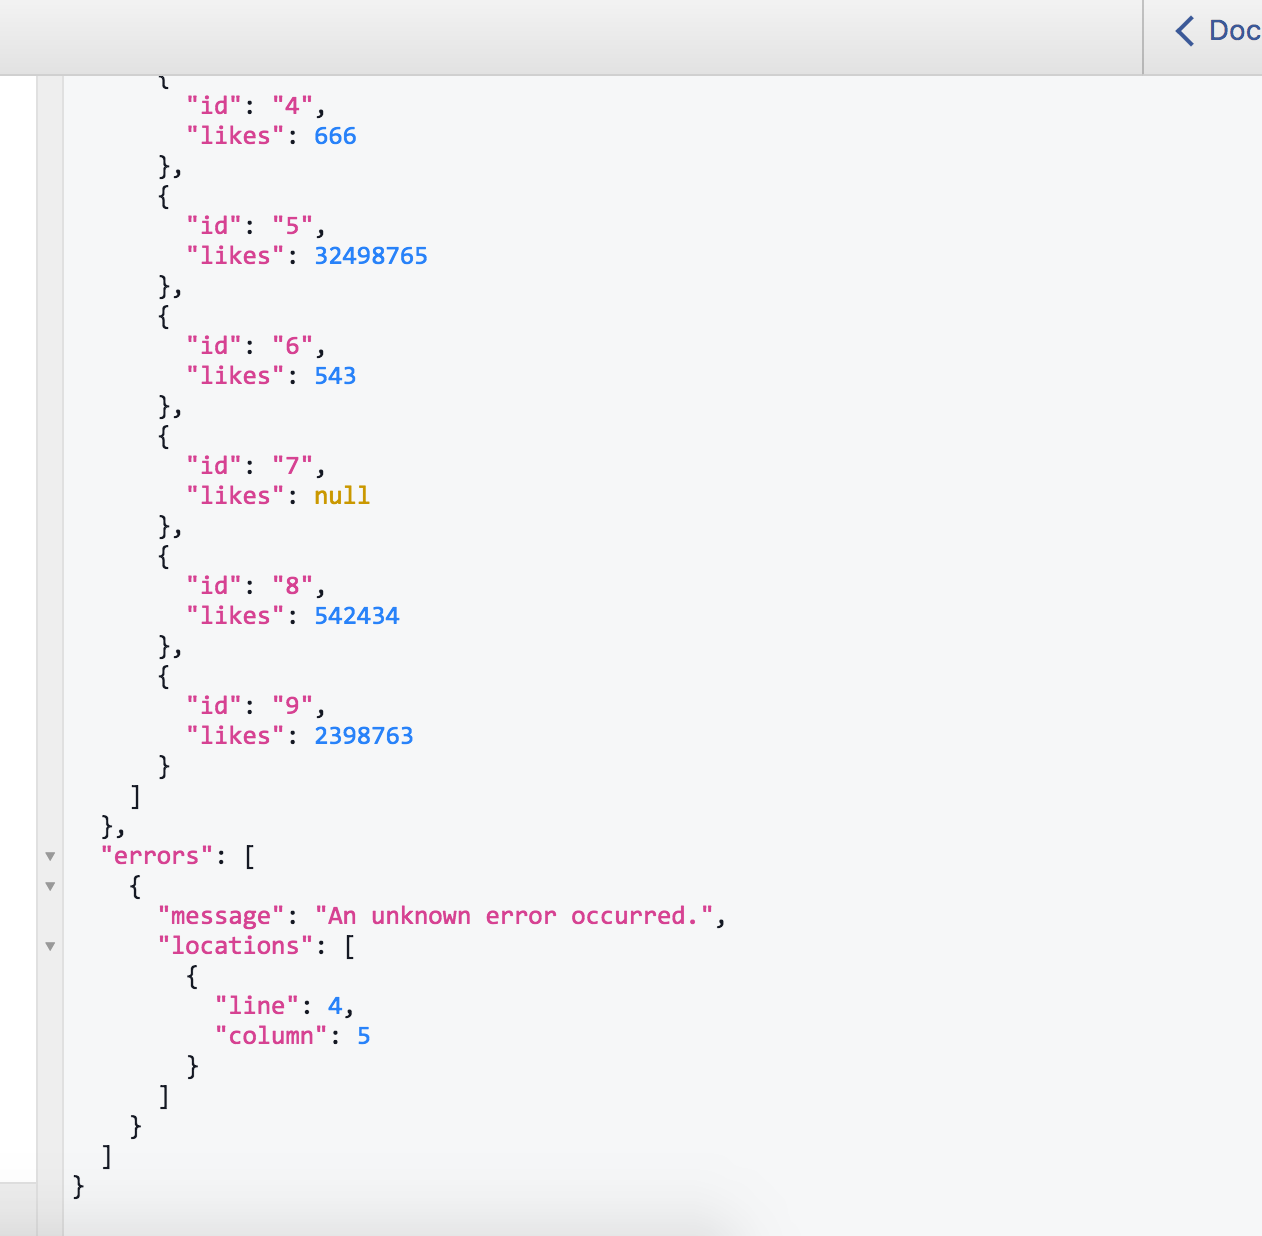 Doc
{
"id": "4",
"likes": 666
},
{
"id": "5",
"likes": 32498765
},
{
"id": "6",
"likes": 543
},
{
"id": "7",
"likes": null
},
{
"id": "8",
"likes": 542434
},
{
"id": "9",
"likes": 2398763
}
]
},
"errors": [
{
"message": "An unknown error occurred.",
"locations": [
{
"line": 4,
"column": 5
}
]
}
]
}